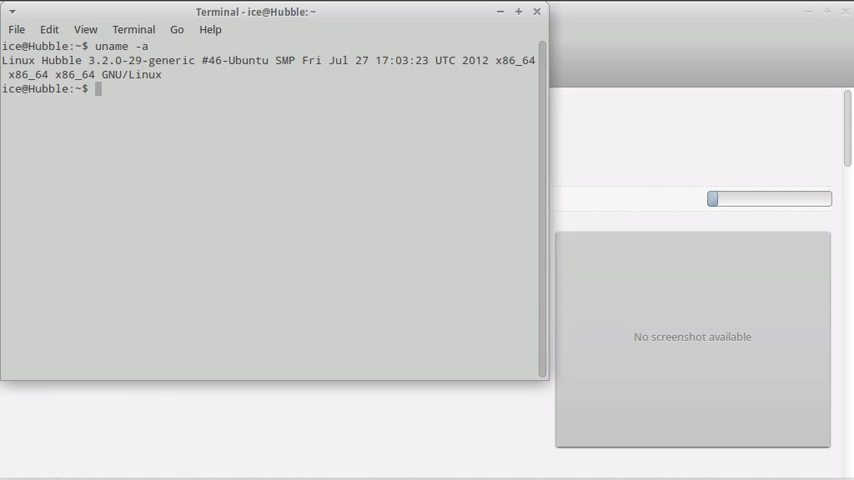 Terminal - ice@Hubble: ~
File Edit View Terminal Go Help
ice@Hubble:~$ uname -a
Linux Hubble 3.2.0-29-generic #46-Ubuntu SMP Fri Jul 27 17:03:23 UTC 2012 x86_64
x86_64 x86_64 GNU/Linux
ice@Hubble:~$
No screenshot available